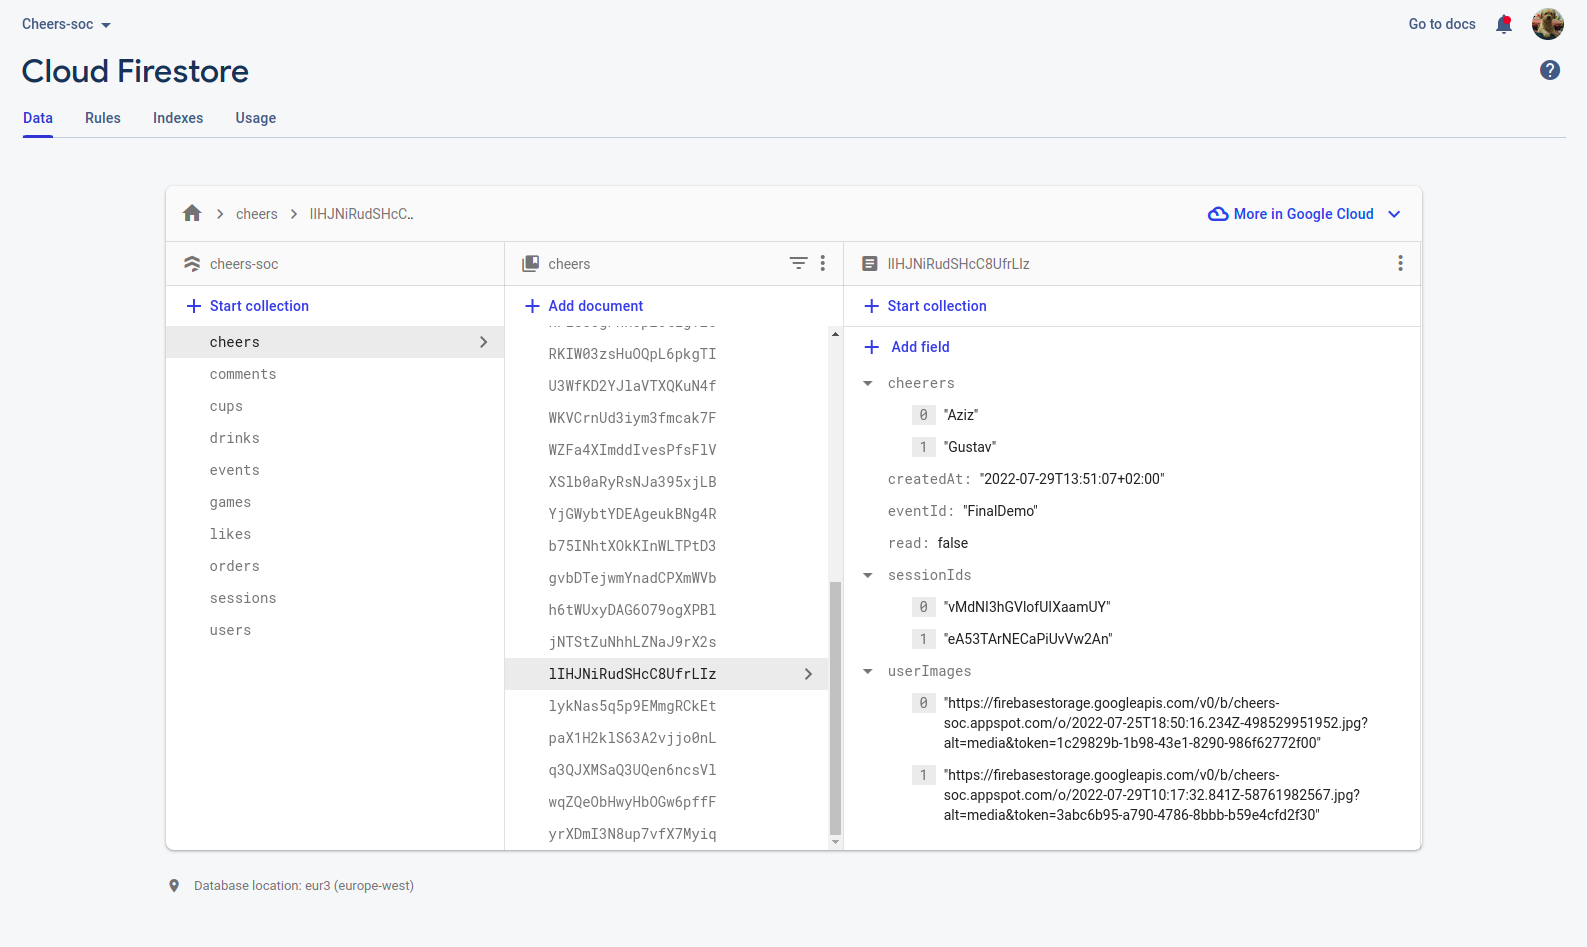 Cheers-soc
Go to docs
Cloud Firestore
Data Rules Indexes Usage
cheers lIHJNiRudSHcC..
More in Google Cloud
cheers-soc
Start collection
cheers
comments
cups
drinks
events
games
likes
orders
sessions
users
cheers
Add document
RKIW03zsHuOQpL6pkgTI
U3WfKD2YJlaVTXQKuN4f
WKVCrnUd3iym3fmcak7F
WZFa4XImddIvesPfsFlV
XSlb0aRyRsNJa395xjLB
YjGWybtYDEAgeukBNg4R
b75INhtXOkKInWLTPtD3
gvbDTejwmYnadCPXmWVb
h6tWUxyDAG6O79ogXPBl
jNTStZuNhhLZNaJ9rX2s
lIHJNiRudSHcC8UfrLIz
lykNas5q5p9EMmgRCkEt
paX1H2klS63A2vjjo0nL
q3QJXMSaQ3UQen6ncsVl
wqZQeObHwyHbOGw6pffF
yrXDmI3N8up7vfX7Myiq
lIHJNiRudSHcC8UfrLIz
Start collection
Add field
cheerers
0 "Aziz"
1 "Gustav"
createdAt: "2022-07-29T13:51:07+02:00"
eventId: "FinalDemo"
read: false
sessionIds
0 "vMdNI3hGVlofUIXaamUY"
1 "eA53TArNECaPiUvVw2An"
userImages
0 "https://firebasestorage.googleapis.com/v0/b/cheers-
soc.appspot.com/o/2022-07-25T18:50:16.234Z-498529951952.jpg?
alt=media&token=1c29829b-1b98-43e1-8290-986f62772f00"
1 "https://firebasestorage.googleapis.com/v0/b/cheers-
soc.appspot.com/o/2022-07-29T10:17:32.841Z-58761982567.jpg?
alt=media&token=3abc6b95-a790-4786-8bbb-b59e4cfd2f30"
Database location: eur3 (europe-west)